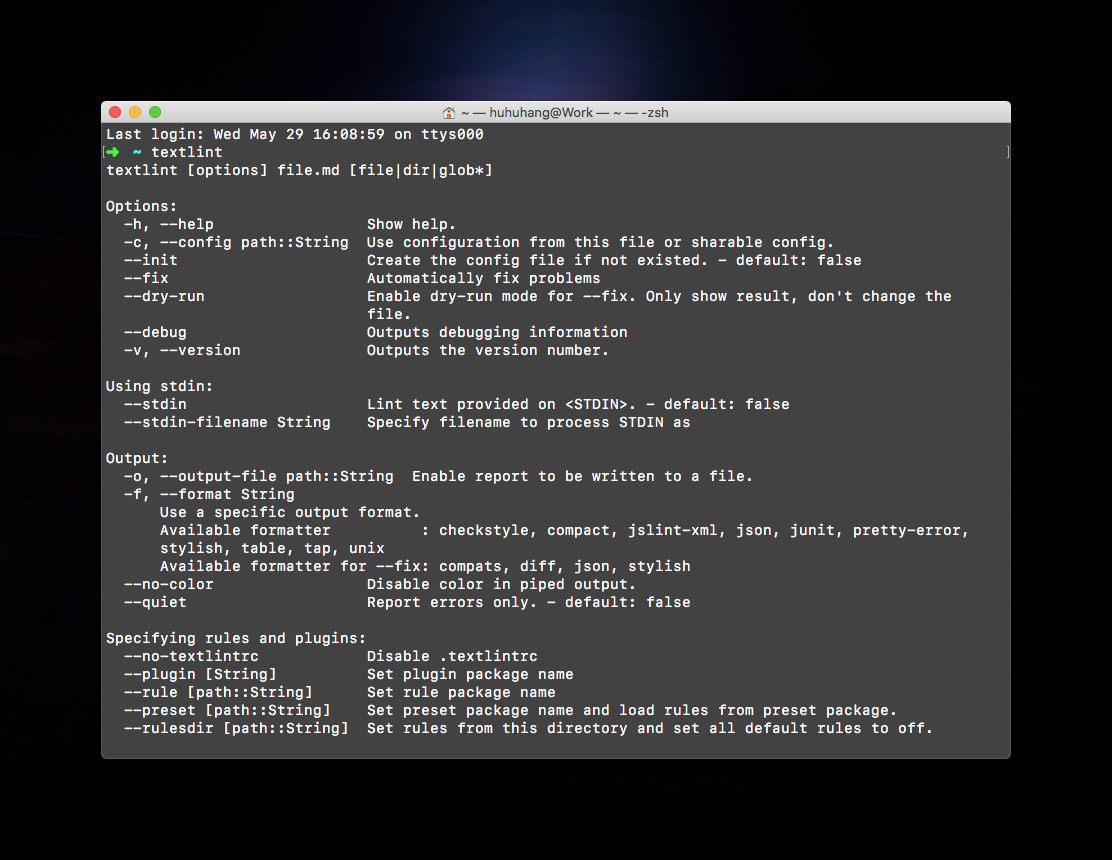 ~ — huhuhang@Work — ~ — -zsh
Last login: Wed May 29 16:08:59 on ttys000
[➜  ~ textlint ]
textlint [options] file.md [file|dir|glob*]

Options:
  -h, --help                 Show help.
  -c, --config path::String  Use configuration from this file or sharable config.
  --init                     Create the config file if not existed. - default: false
  --fix                      Automatically fix problems
  --dry-run                  Enable dry-run mode for --fix. Only show result, don't change the
                             file.
  --debug                    Outputs debugging information
  -v, --version              Outputs the version number.

Using stdin:
  --stdin                    Lint text provided on <STDIN>. - default: false
  --stdin-filename String    Specify filename to process STDIN as

Output:
  -o, --output-file path::String  Enable report to be written to a file.
  -f, --format String
      Use a specific output format.
      Available formatter          : checkstyle, compact, jslint-xml, json, junit, pretty-error,
      stylish, table, tap, unix
      Available formatter for --fix: compats, diff, json, stylish
  --no-color                 Disable color in piped output.
  --quiet                    Report errors only. - default: false

Specifying rules and plugins:
  --no-textlintrc            Disable .textlintrc
  --plugin [String]          Set plugin package name
  --rule [path::String]      Set rule package name
  --preset [path::String]    Set preset package name and load rules from preset package.
  --rulesdir [path::String]  Set rules from this directory and set all default rules to off.